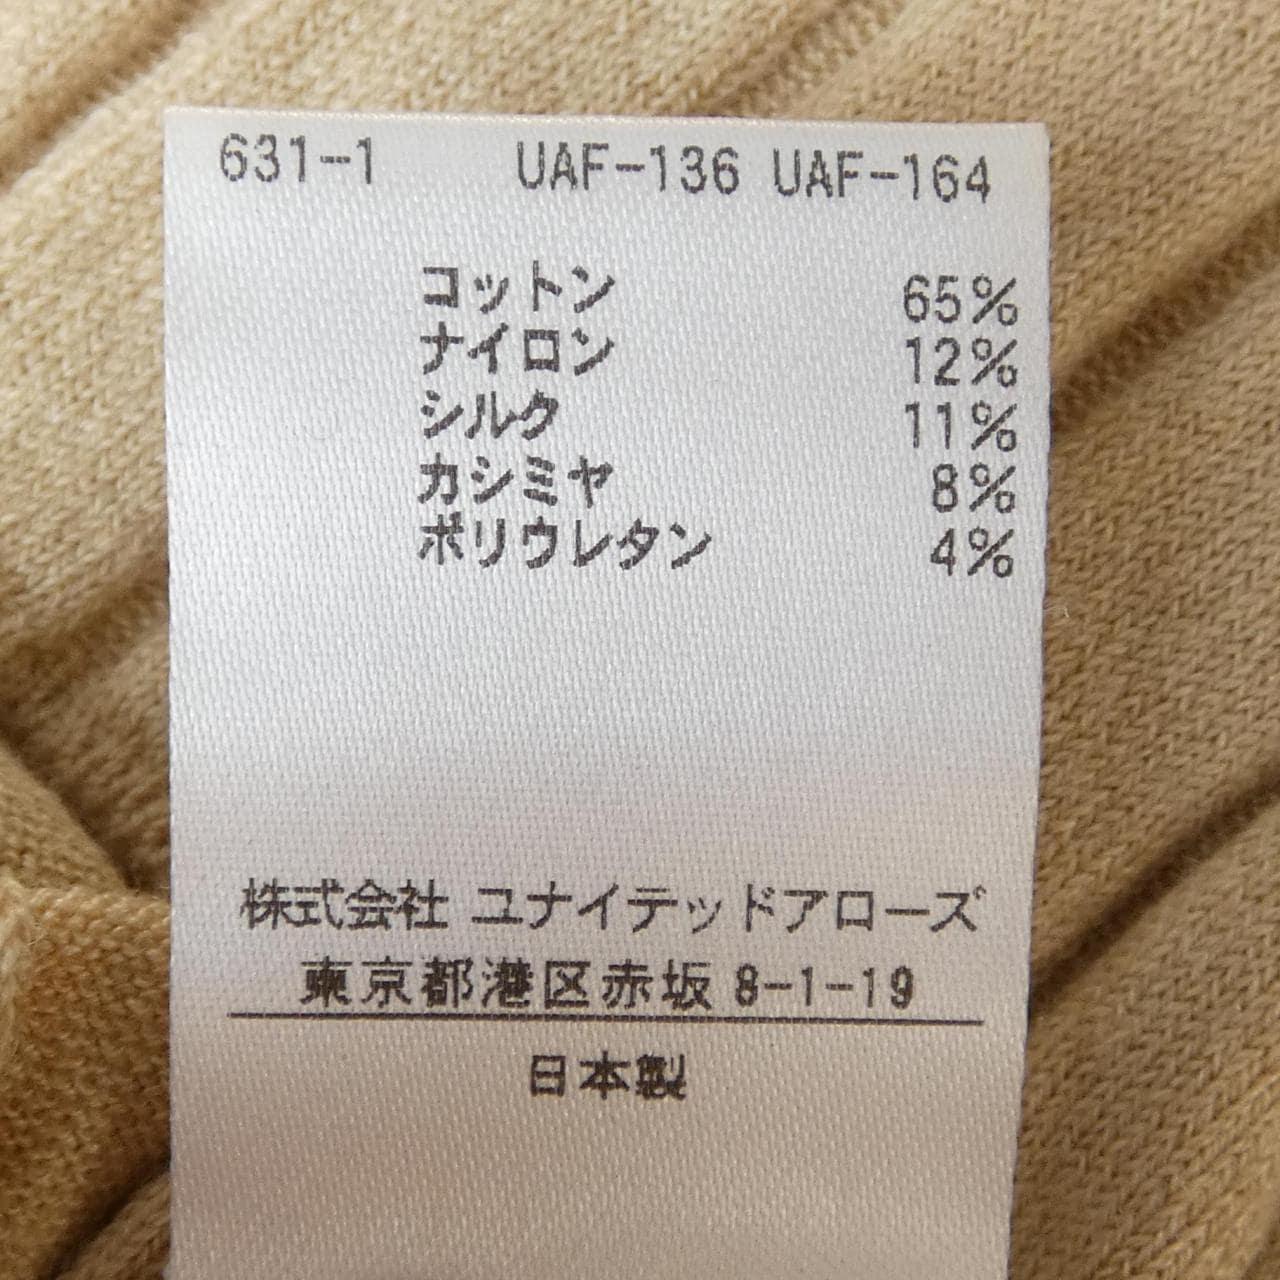 631-1 UAF-136 UAF-164
コットン 65%
ナイロン 12%
シルク 11%
カシミヤ 8%
ポリウレタン 4%
株式会社 ユナイテッドアローズ
東京都港区赤坂 8-1-19
日本製